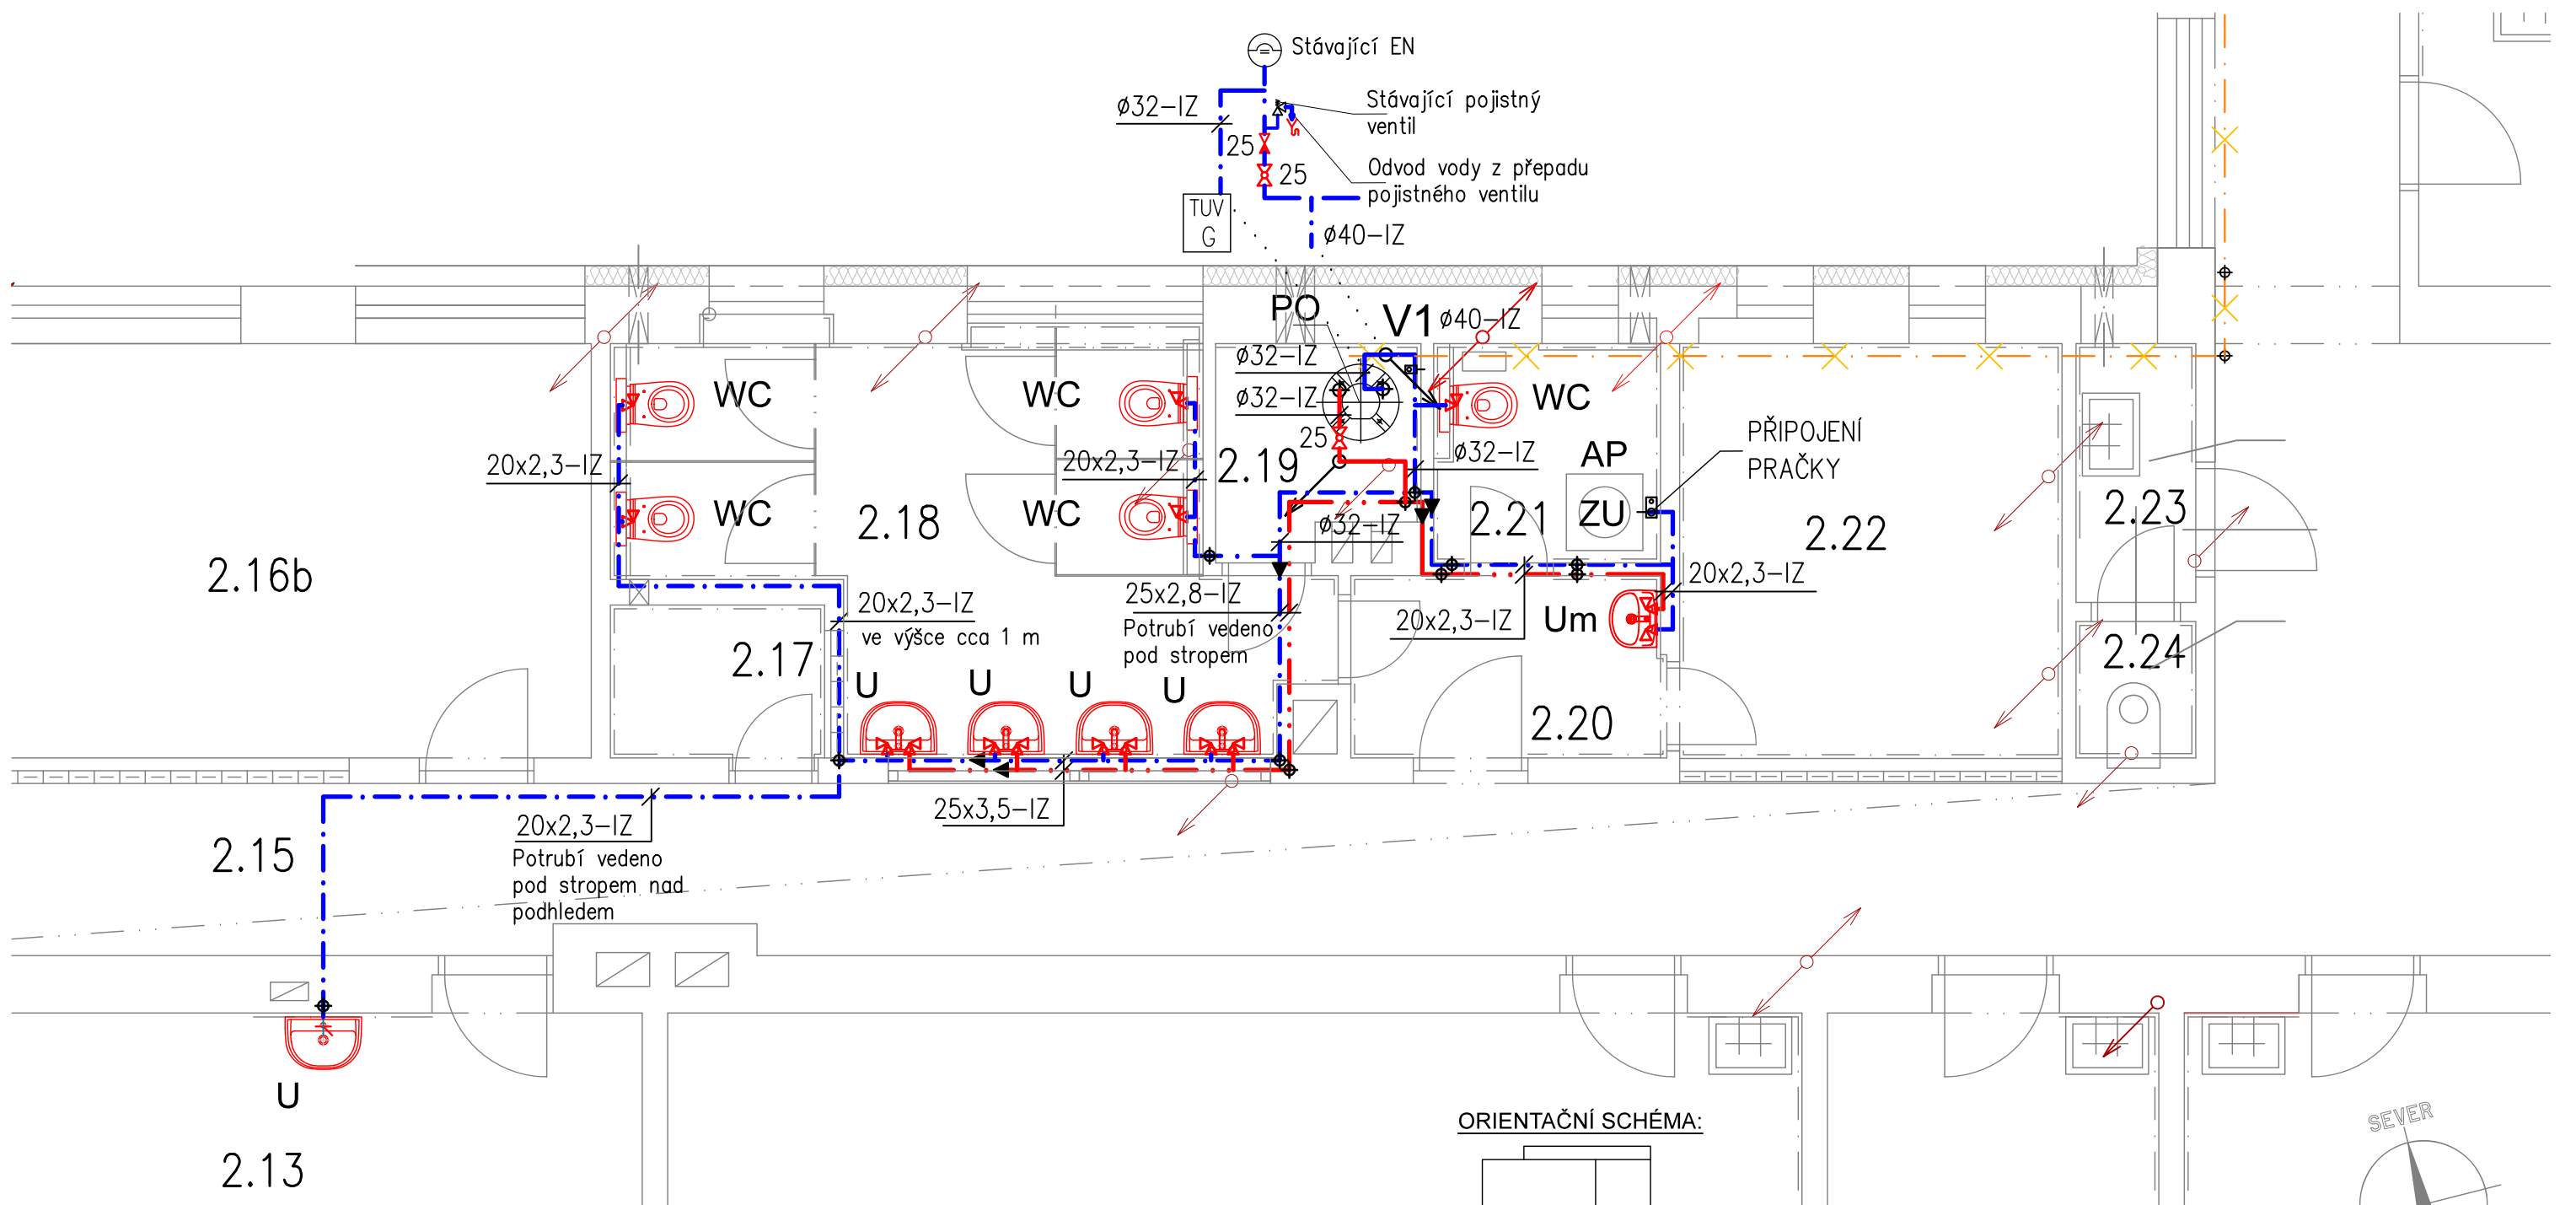 Stávající EN
ø32-IZ
Stávající pojistný
ventil
25
25
Odvod vody z přepadu
pojistného ventilu
TUV
G
ø40-IZ
PO
V1
ø40-IZ
ø32-IZ
ø32-IZ
25
WC
WC
WC
PŘIPOJENÍ
PRAČKY
20x2,3-IZ
20x2,3-IZ
2.19
ø32-IZ
AP
WC
WC
2.18
ø32-IZ
2.21
ZU
2.22
2.23
2.16b
20x2,3-IZ
ve výšce cca 1 m
25x2,8-IZ
Potrubí vedeno
pod stropem
20x2,3-IZ
Um
20x2,3-IZ
2.17
2.24
U
U
U
U
2.20
25x3,5-IZ
20x2,3-IZ
Potrubí vedeno
pod stropem nad
podhledem
2.15
U
2.13
ORIENTAČNÍ SCHÉMA:
SEVER